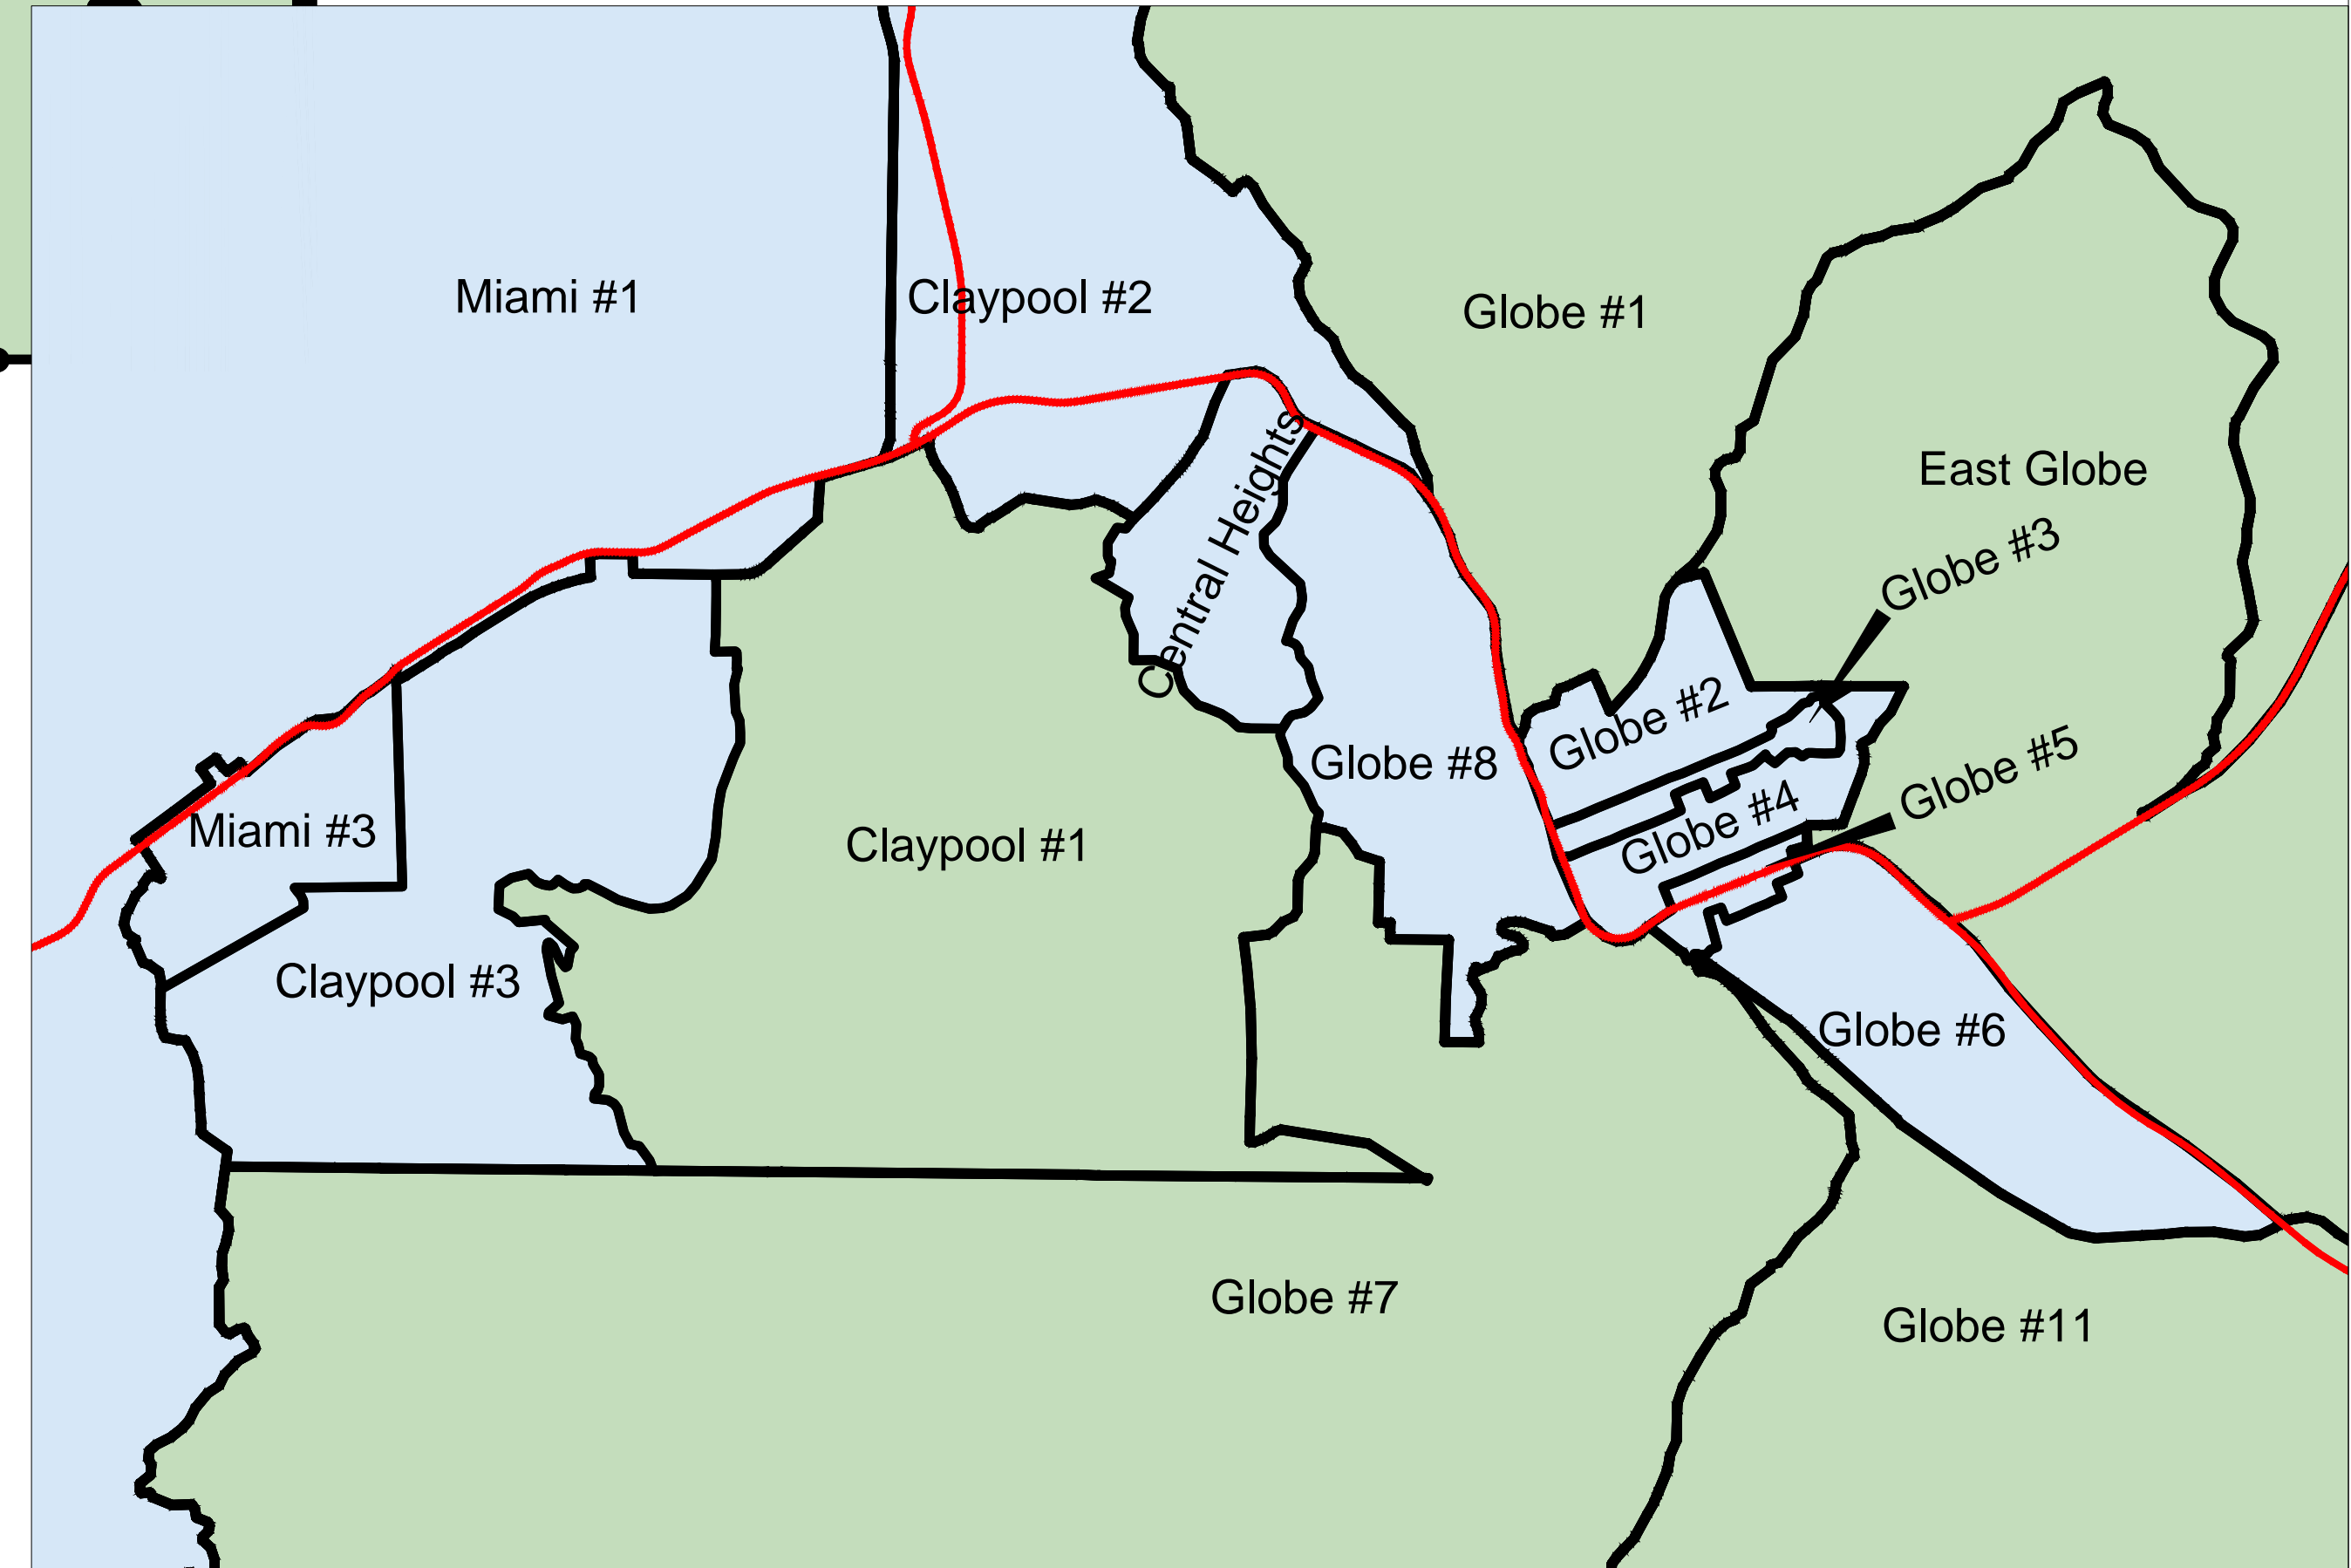 Miami #1
Claypool #2
Globe #1
East Globe
Globe #3
Central Heights
Globe #2
Globe #8
Globe #5
Globe #4
Miami #3
Claypool #1
Claypool #3
Globe #6
Globe #7
Globe #11